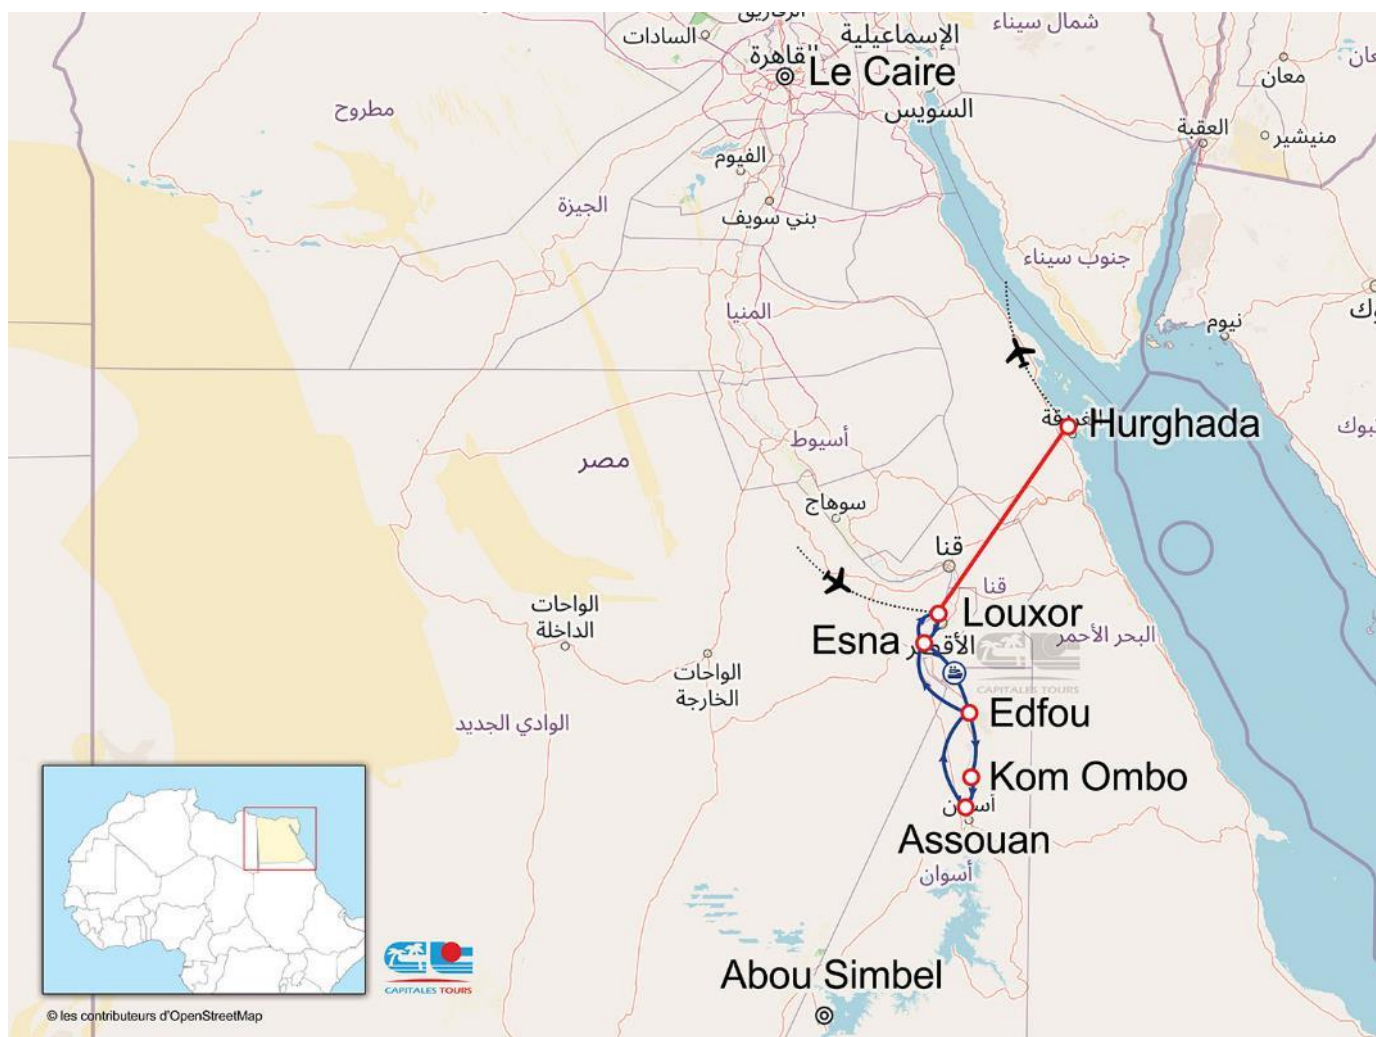 شمال سيناء
الإسماعيلية
السادات
القاهرة
Le Caire
معان
السويس
مطروح
العقبة
منيشير
الفيوم
الجيزة
بني سويف
جنوب سيناء
المنيا
نيوم
Hurghada
أسيوط
مصر
سوهاج
قنا
قنا
الواحات
الداخلة
Louxor
Esna
البحر الأحمر
الواحات
الخارجة
CAPITALES TOURS
الوادي الجديد
Edfou
Kom Ombo
Assouan
أسوان
Abou Simbel
CAPITALES TOURS
© les contributeurs d'OpenStreetMap